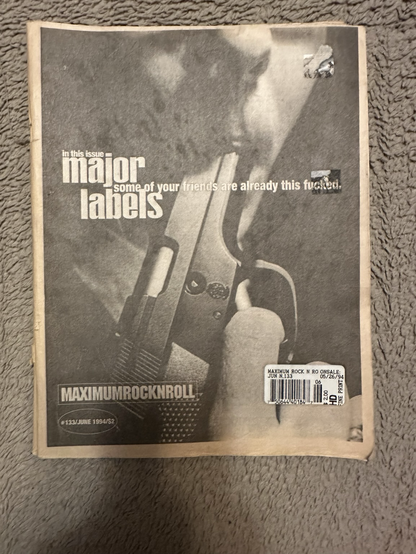 in this issue
major
some of your friends are already this fucked.
labels
MAXIMUMROCKNROLL
#133/JUNE 1994/$2
MAXIMUM ROCK N RO ONSALE:
JUN N.133 05/26/94
06